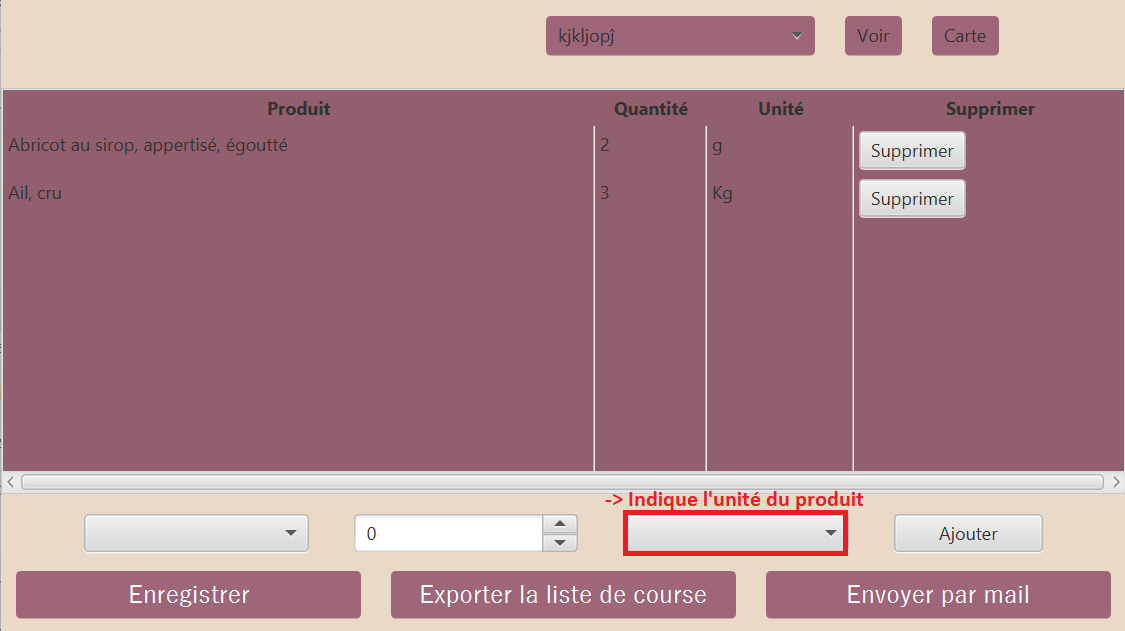 kjkljopĵ Voir Carte
Produit Quantité Unité Supprimer
Abricot au sirop, appertisé, égoutté 2 g Supprimer
Ail, cru 3 Kg Supprimer
-> Indique l'unité du produit
0 Ajouter
Enregistrer Exporter la liste de course Envoyer par mail